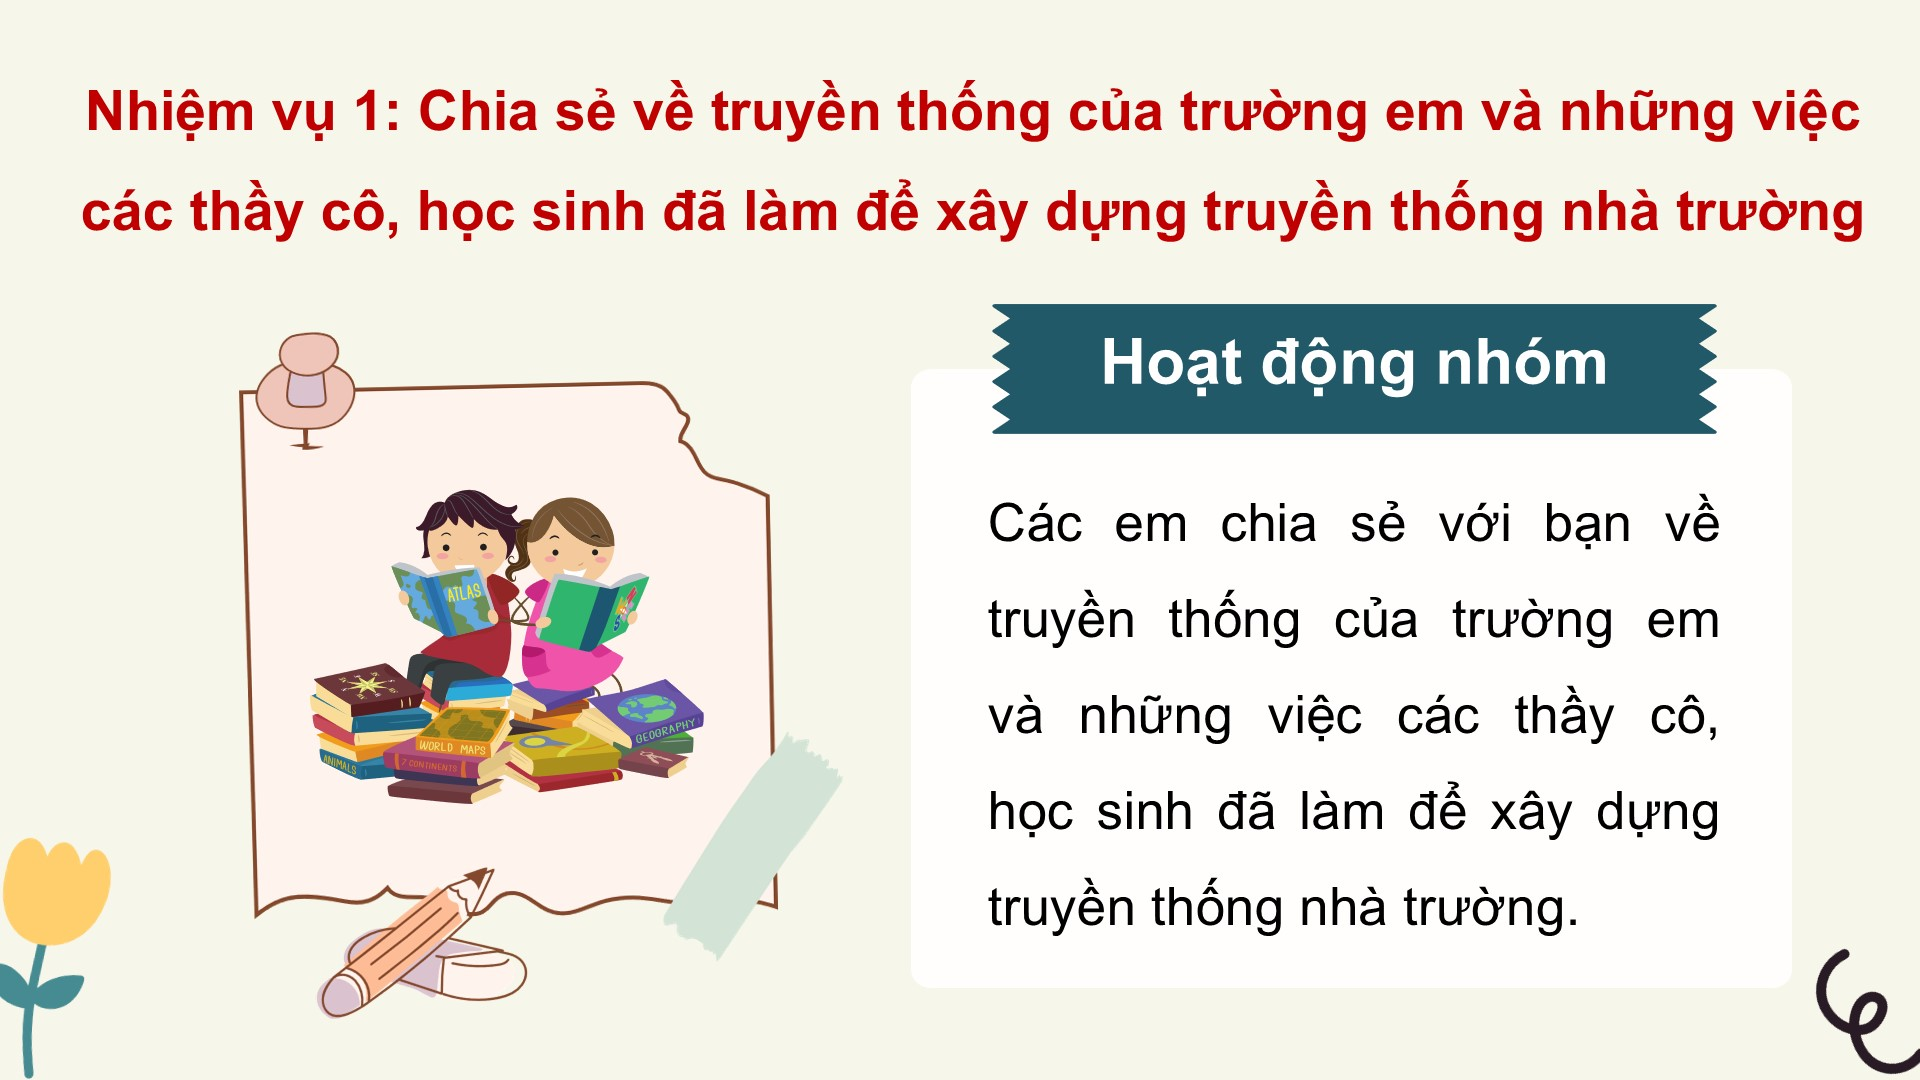 Nhiệm vụ 1: Chia sẻ về truyền thống của trường em và những việc
các thầy cô, học sinh đã làm để xây dựng truyền thống nhà trường
Hoạt động nhóm
Các em chia sẻ với bạn về
truyền thống của trường em
và những việc các thầy cô,
học sinh đã làm để xây dựng
truyền thống nhà trường.
ATLAS
WORLD MAPS
7 CONTINENTS
ANIMALS
GEOGRAPHY